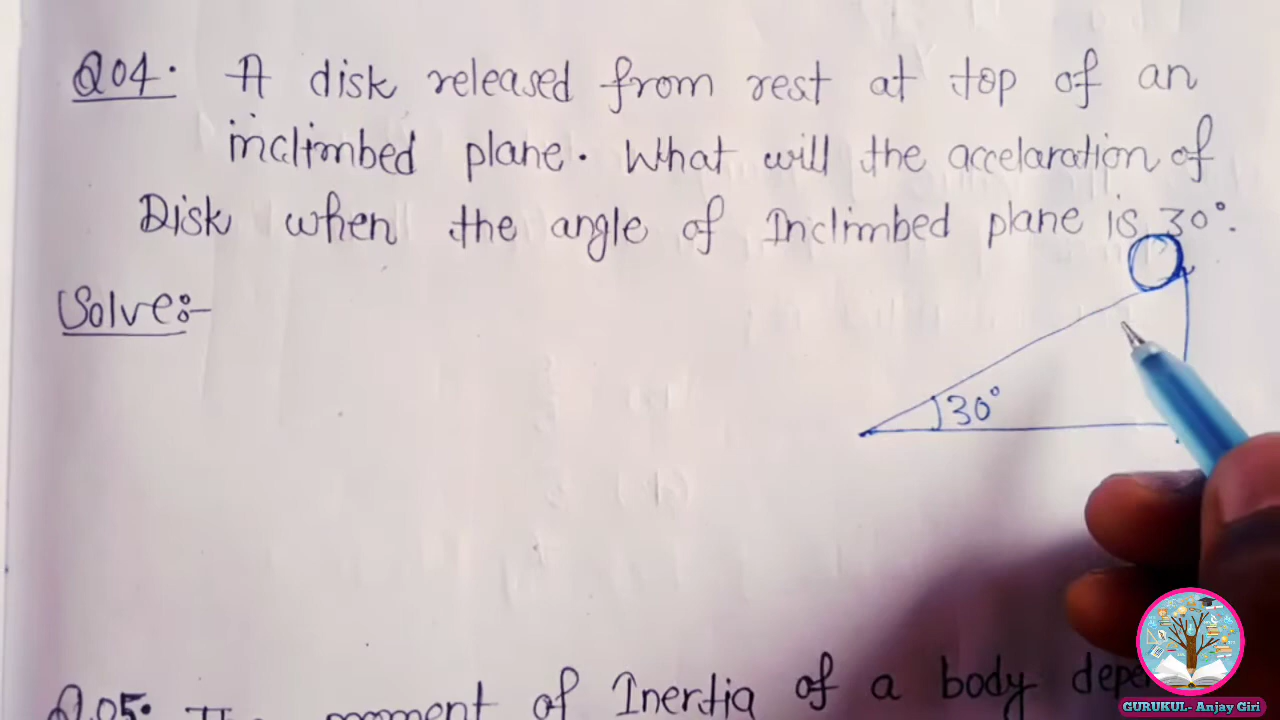 Q04. A disk released from rest at top of an
inclimbed plane. What will the accelaration of
Disk when the angle of Inclimbed plane is 30°.
Solve:-
30°
Q.05. moment of Inertia of a body
GURUKUL- Anjay Giri